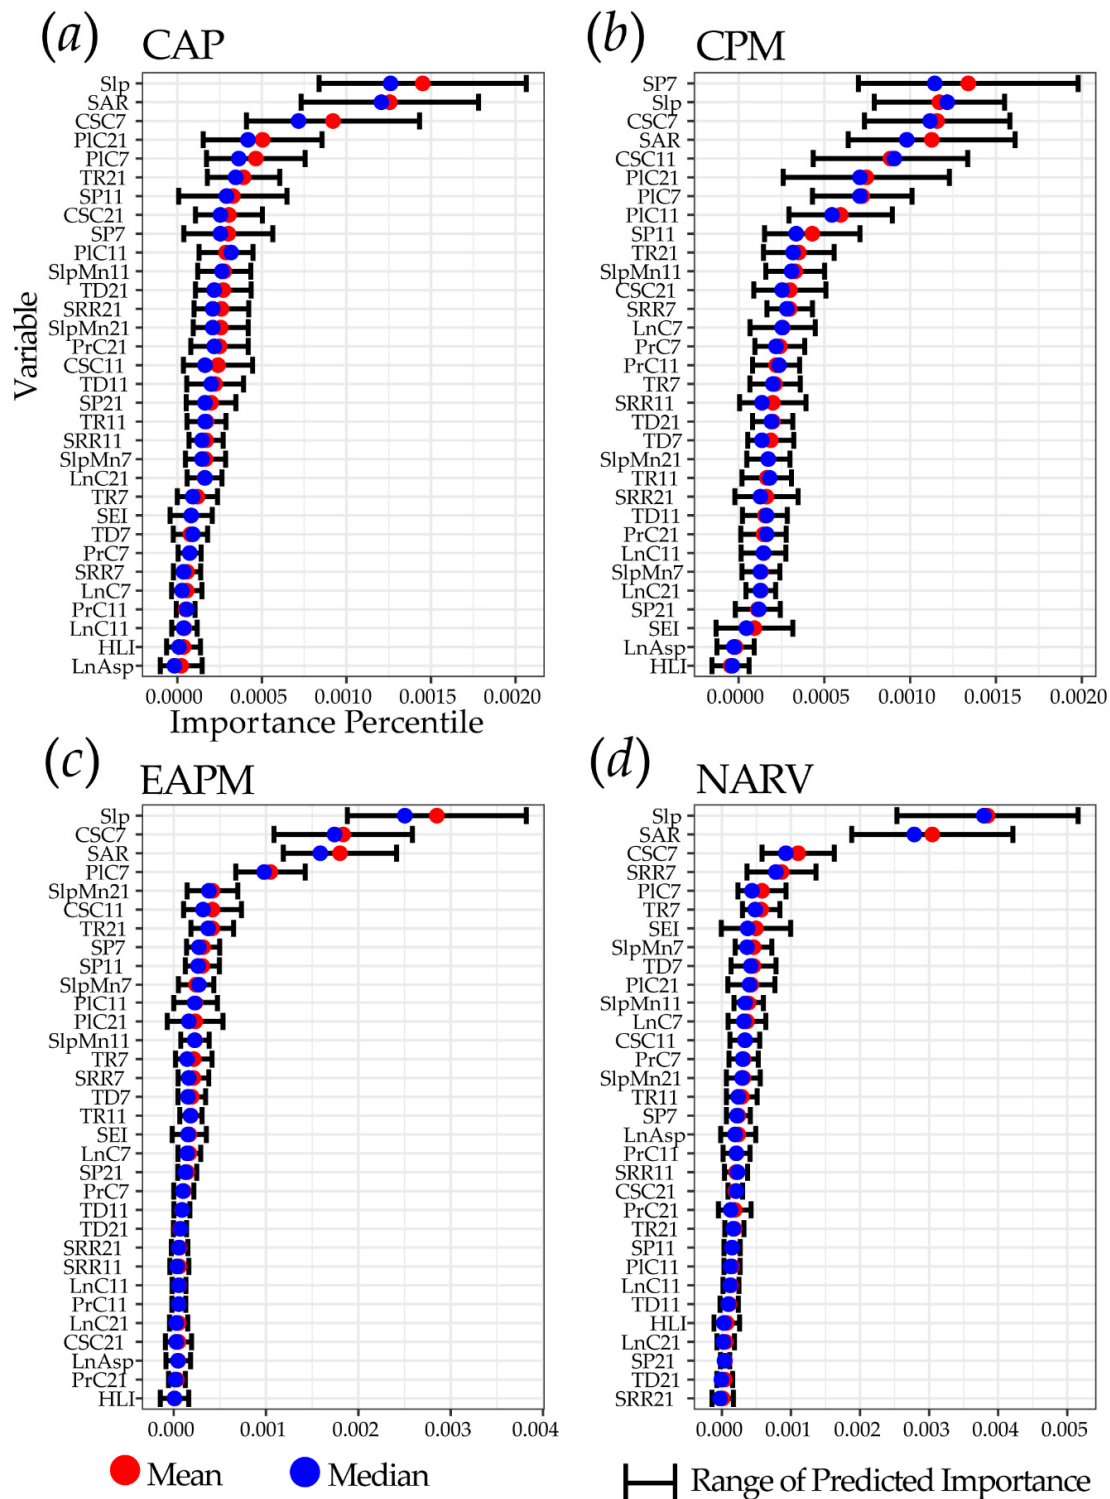 (a) CAP
Slp
SAR
CSC7
PlC21
PlC7
TR21
SP11
CSC21
SP7
PlC11
SlpMn11
TD21
SRR21
SlpMn21
PrC21
CSC11
TD11
SP21
TR11
SRR11
SlpMn7
LnC21
TR7
SEI
TD7
PrC7
SRR7
LnC7
PrC11
LnC11
HLI
LnAsp
Variable
0.0000 0.0005 0.0010 0.0015 0.0020
Importance Percentile
(b) CPM
SP7
Slp
CSC7
SAR
CSC11
PlC21
PlC7
PlC11
SP11
TR21
SlpMn11
CSC21
SRR7
LnC7
PrC7
PrC11
TR7
SRR11
TD21
TD7
SlpMn21
TR11
SRR21
TD11
PrC21
LnC11
SlpMn7
LnC21
SP21
SEI
LnAsp
HLI
0.0000 0.0005 0.0010 0.0015 0.0020
(c) EAPM
Slp
CSC7
SAR
PlC7
SlpMn21
CSC11
TR21
SP7
SP11
SlpMn7
PlC11
PlC21
SlpMn11
TR7
SRR7
TD7
TR11
SEI
LnC7
SP21
PrC7
TD11
TD21
SRR21
SRR11
LnC11
PrC11
LnC21
CSC21
LnAsp
PrC21
HLI
0.000 0.001 0.002 0.003 0.004
(d) NARV
Slp
SAR
CSC7
SRR7
PlC7
TR7
SEI
SlpMn7
TD7
PlC21
SlpMn11
LnC7
CSC11
PrC7
SlpMn21
TR11
SP7
LnAsp
PrC11
SRR11
CSC21
PrC21
TR21
SP11
PlC11
LnC11
TD11
HLI
LnC21
SP21
TD21
SRR21
0.000 0.001 0.002 0.003 0.004 0.005
Mean Median Range of Predicted Importance